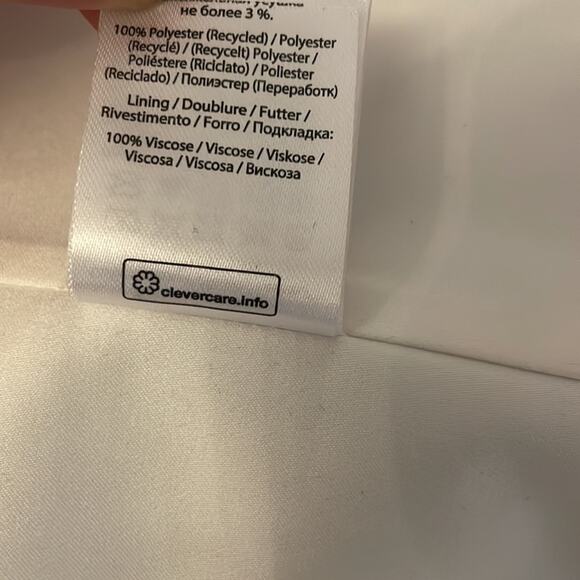 усушка
не более 3 %.
100% Polyester (Recycled) / Polyester
(Recyclé) / (Recycelt) Polyester /
Poliéstere (Riciclato) / Poliester
(Reciclado) / Полиэстер (Переработк)
Lining / Doublure / Futter /
Rivestimento / Forro / Подкладка:
100% Viscose / Viscose / Viskose /
Viscosa / Viscosa / Вискоза
clevercare.info